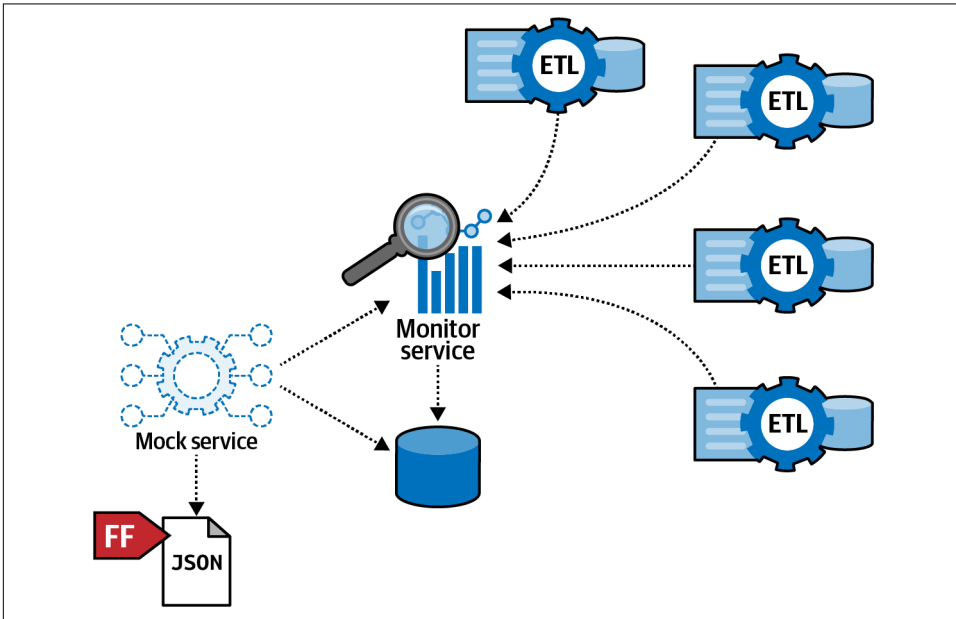 ETL
ETL
ETL
Monitor
service
ETL
Mock service
FF
JSON